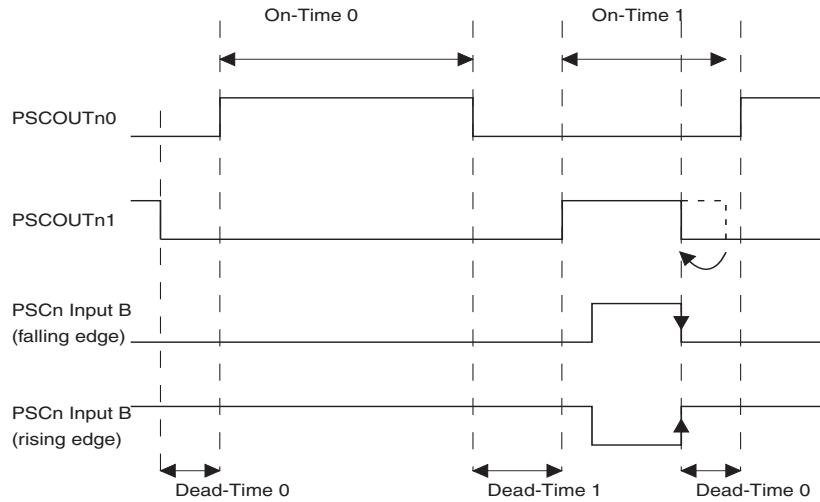 On-Time 0
On-Time 1
PSCOUTn0
PSCOUTn1
PSCn Input B
(falling edge)
PSCn Input B
(rising edge)
Dead-Time 0
Dead-Time 1
Dead-Time 0